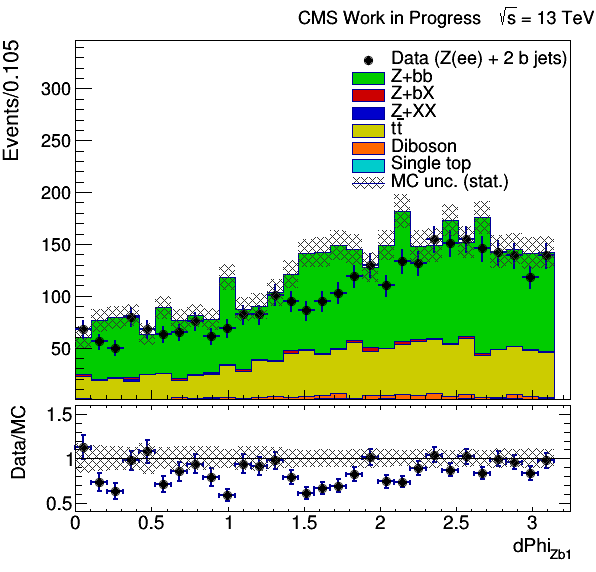 CMS Work in Progress √s = 13 TeV
Events/0.105
Data (Z(ee) + 2 b jets)
Z+bb
Z+bX
Z+XX
tt̅
Diboson
Single top
MC unc. (stat.)
300
250
200
150
100
50
Data/MC
1.5
1
0.5
0 0.5 1 1.5 2 2.5 3
dPhi_Zb1